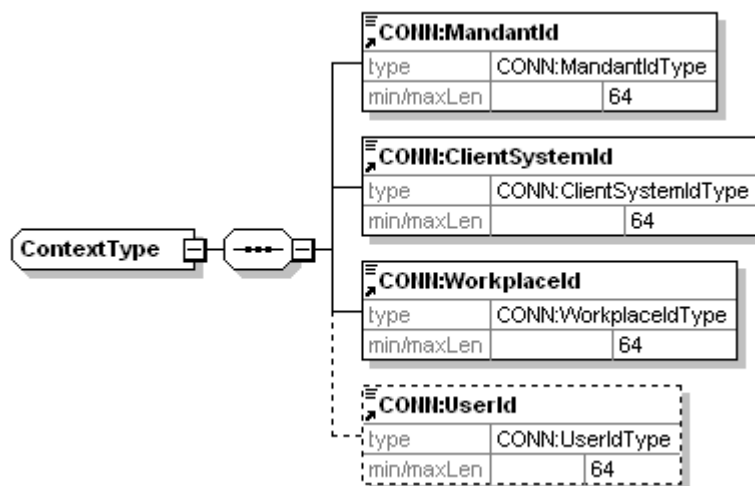 CONN:MandantId
type CONN:MandantIdType
min/maxLen 64
CONN:ClientSystemId
type CONN:ClientSystemIdType
min/maxLen 64
ContextType
CONN:WorkplaceId
type CONN:WorkplaceIdType
min/maxLen 64
CONN:UserId
type CONN:UserIdType
min/maxLen 64